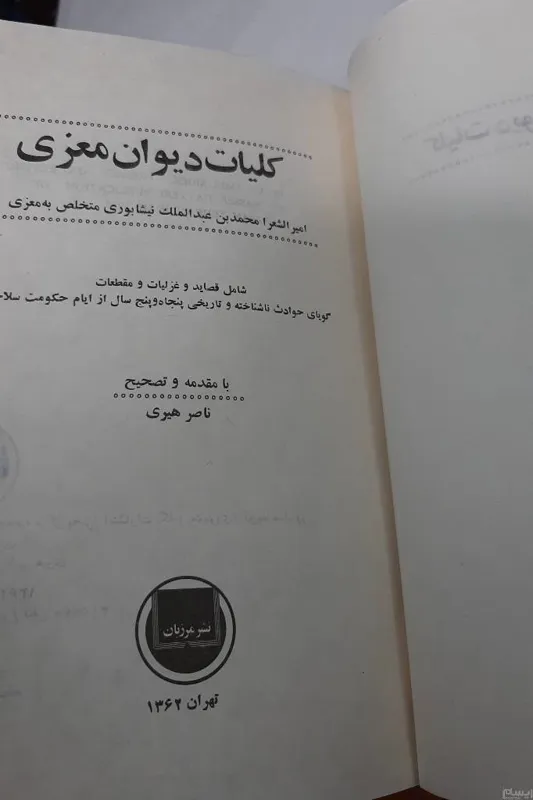 کلیات دیوان معزی
امیرالشعرا محمدبن عبدالملک نیشابوری متخلص به معزی
شامل قصاید و غزلیات و مقطعات
گویای حوادث ناشناخته و تاریخی پنجاه‌وپنج سال از ایام حکومت
با مقدمه و تصحیح
ناصر هیری
نشر مرزبان
تهران ۱۳۶۲